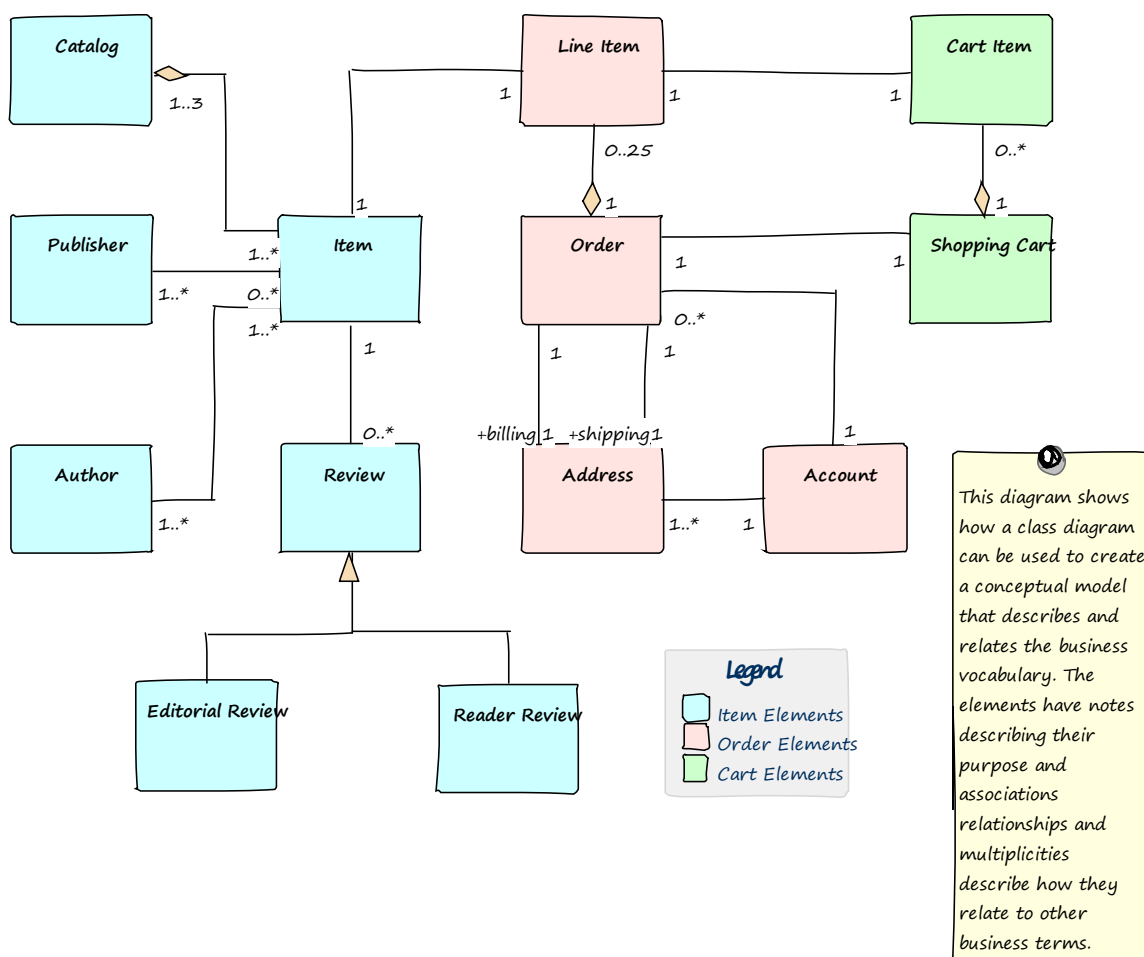 Catalog
Line Item
Cart Item
1..3
1
1
1
0..25
0..*
1
1
1
Publisher
Item
Order
Shopping Cart
1..*
1
1
1..*
0..*
0..*
1..*
1
1
1
0..*
+billing 1
+shipping 1
1
Author
Review
Address
Account
1..*
1..*
1
Editorial Review
Reader Review
Legend
Item Elements
Order Elements
Cart Elements
This diagram shows
how a class diagram
can be used to create
a conceptual model
that describes and
relates the business
vocabulary. The
elements have notes
describing their
purpose and
associations
relationships and
multiplicities
describe how they
relate to other
business terms.